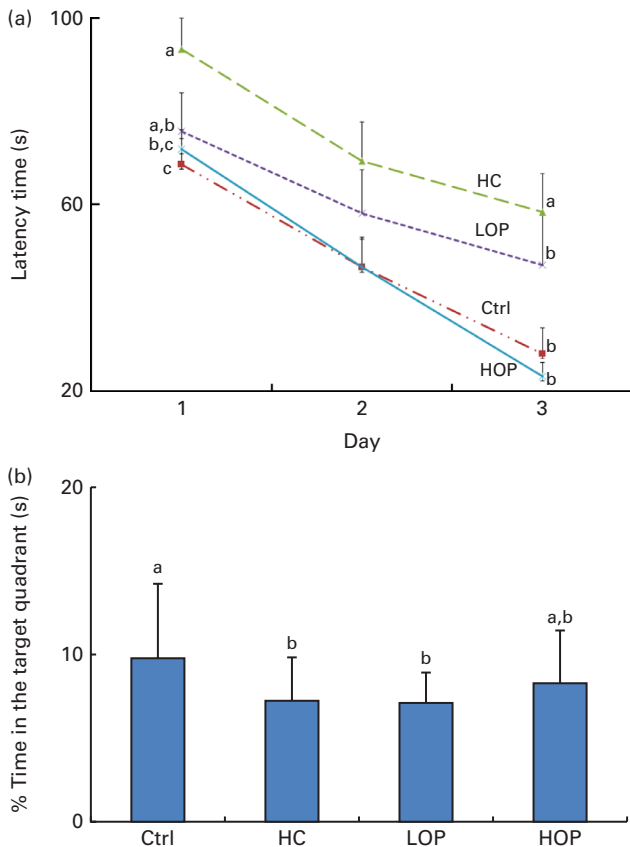 (a)
100
60
20
Latency time (s)
a
a,b
b,c
c
HC
a
LOP
b
Ctrl
b
HOP
b
1 2 3
Day
(b)
20
10
0
% Time in the target quadrant (s)
a
b
b
a,b
Ctrl HC LOP HOP